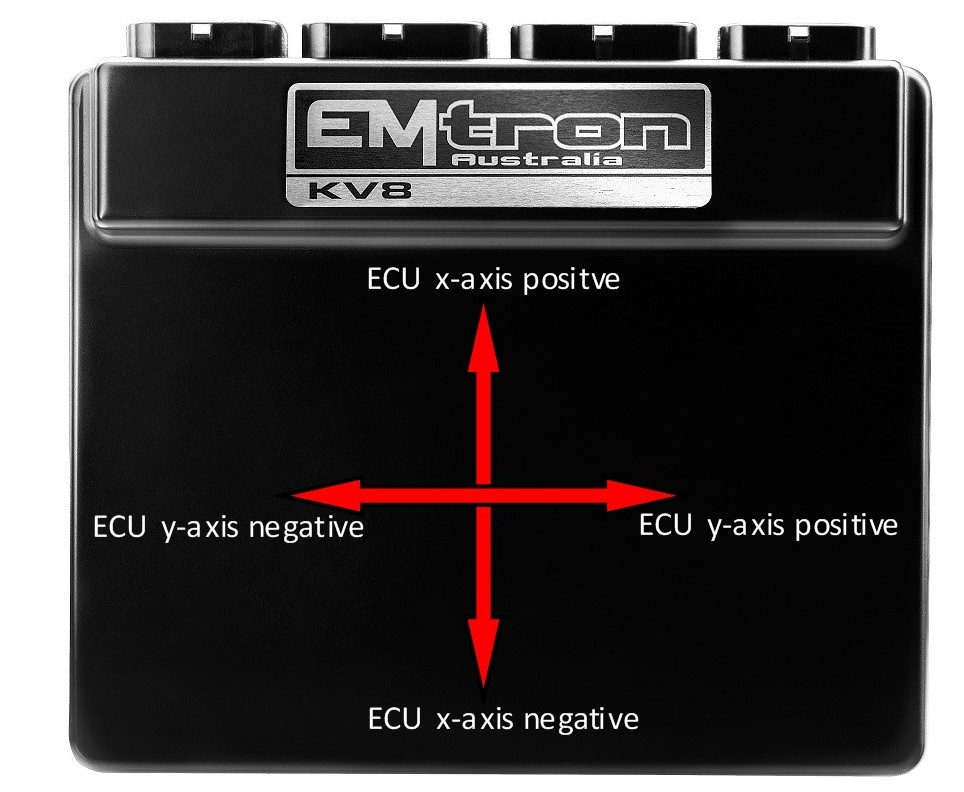 EMtron
Australia
KV8
ECU x-axis positve
ECU y-axis negative
ECU y-axis positive
ECU x-axis negative